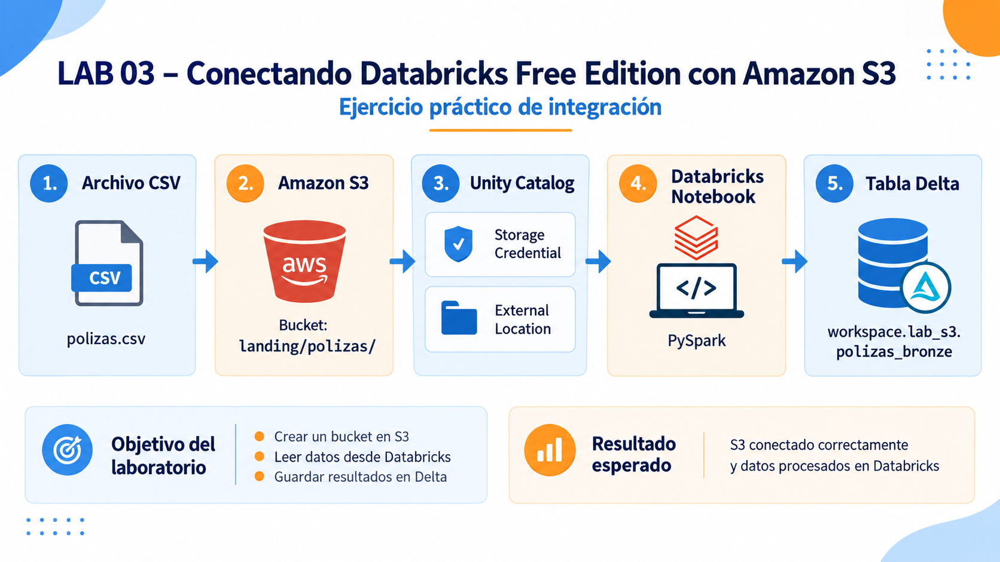 LAB 03 – Conectando Databricks Free Edition con Amazon S3
Ejercicio práctico de integración
1. Archivo CSV
CSV
polizas.csv
2. Amazon S3
aws
Bucket:
landing/polizas/
3. Unity Catalog
Storage
Credential
External
Location
4. Databricks
Notebook
</>
PySpark
5. Tabla Delta
workspace.lab_s3.
polizas_bronze
Objetivo del
laboratorio
Crear un bucket en S3
Leer datos desde Databricks
Guardar resultados en Delta
Resultado
esperado
S3 conectado correctamente
y datos procesados en Databricks